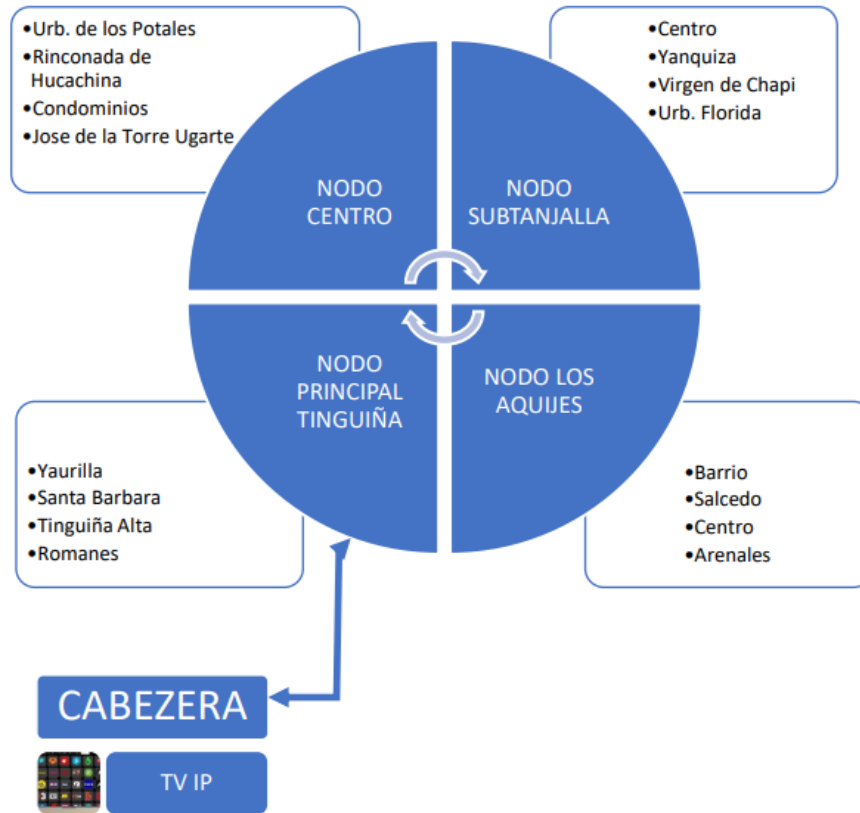 •Urb. de los Potales
•Rinconada de
Hucachina
•Condominios
•Jose de la Torre Ugarte
•Centro
•Yanquiza
•Virgen de Chapi
•Urb. Florida
NODO
CENTRO
NODO
SUBTANJALLA
NODO
PRINCIPAL
TINGUIÑA
NODO LOS
AQUIJES
•Yaurilla
•Santa Barbara
•Tinguiña Alta
•Romanes
•Barrio
•Salcedo
•Centro
•Arenales
CABEZERA
TV IP